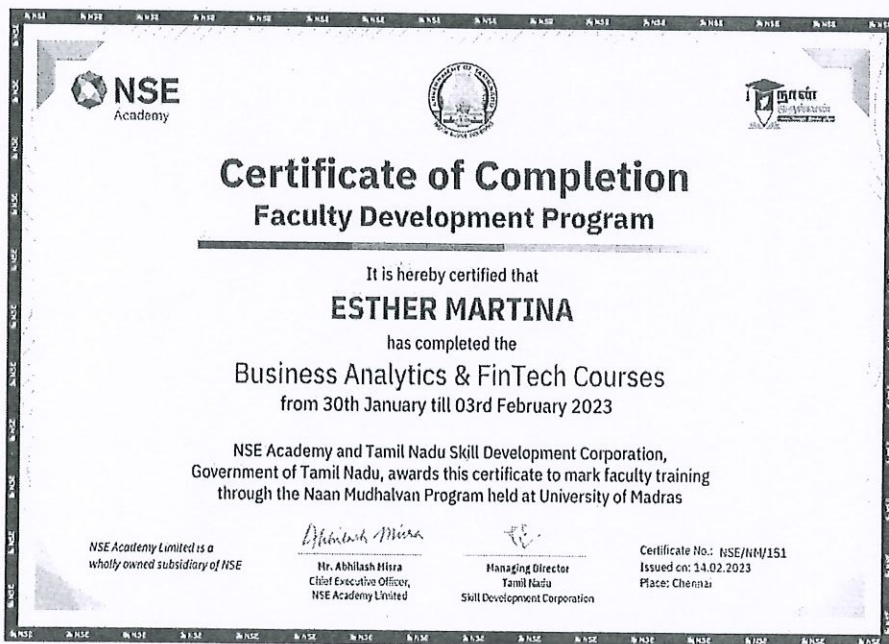 NSE
Academy
GOVERNMENT OF TAMILNADU
நான்
Certificate of Completion
Faculty Development Program
It is hereby certified that
ESTHER MARTINA
has completed the
Business Analytics & FinTech Courses
from 30th January till 03rd February 2023
NSE Academy and Tamil Nadu Skill Development Corporation,
Government of Tamil Nadu, awards this certificate to mark faculty training
through the Naan Mudhalvan Program held at University of Madras
NSE Academy Limited is a
wholly owned subsidiary of NSE
Abhilash Misra
Mr. Abhilash Misra
Chief Executive Officer,
NSE Academy Limited
Managing Director
Tamil Nadu
Skill Development Corporation
Certificate No.: NSE/NM/151
Issued on: 14.02.2023
Place: Chennai